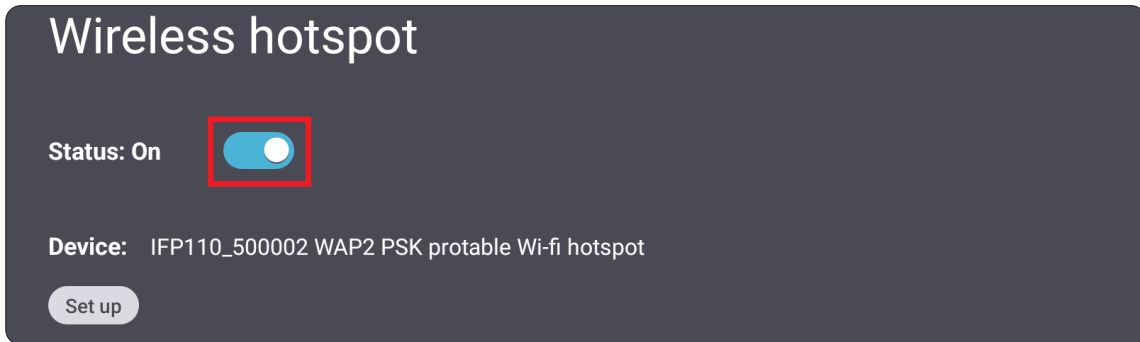 Wireless hotspot
Status: On
Device: IFP110_500002 WAP2 PSK protable Wi-fi hotspot
Set up